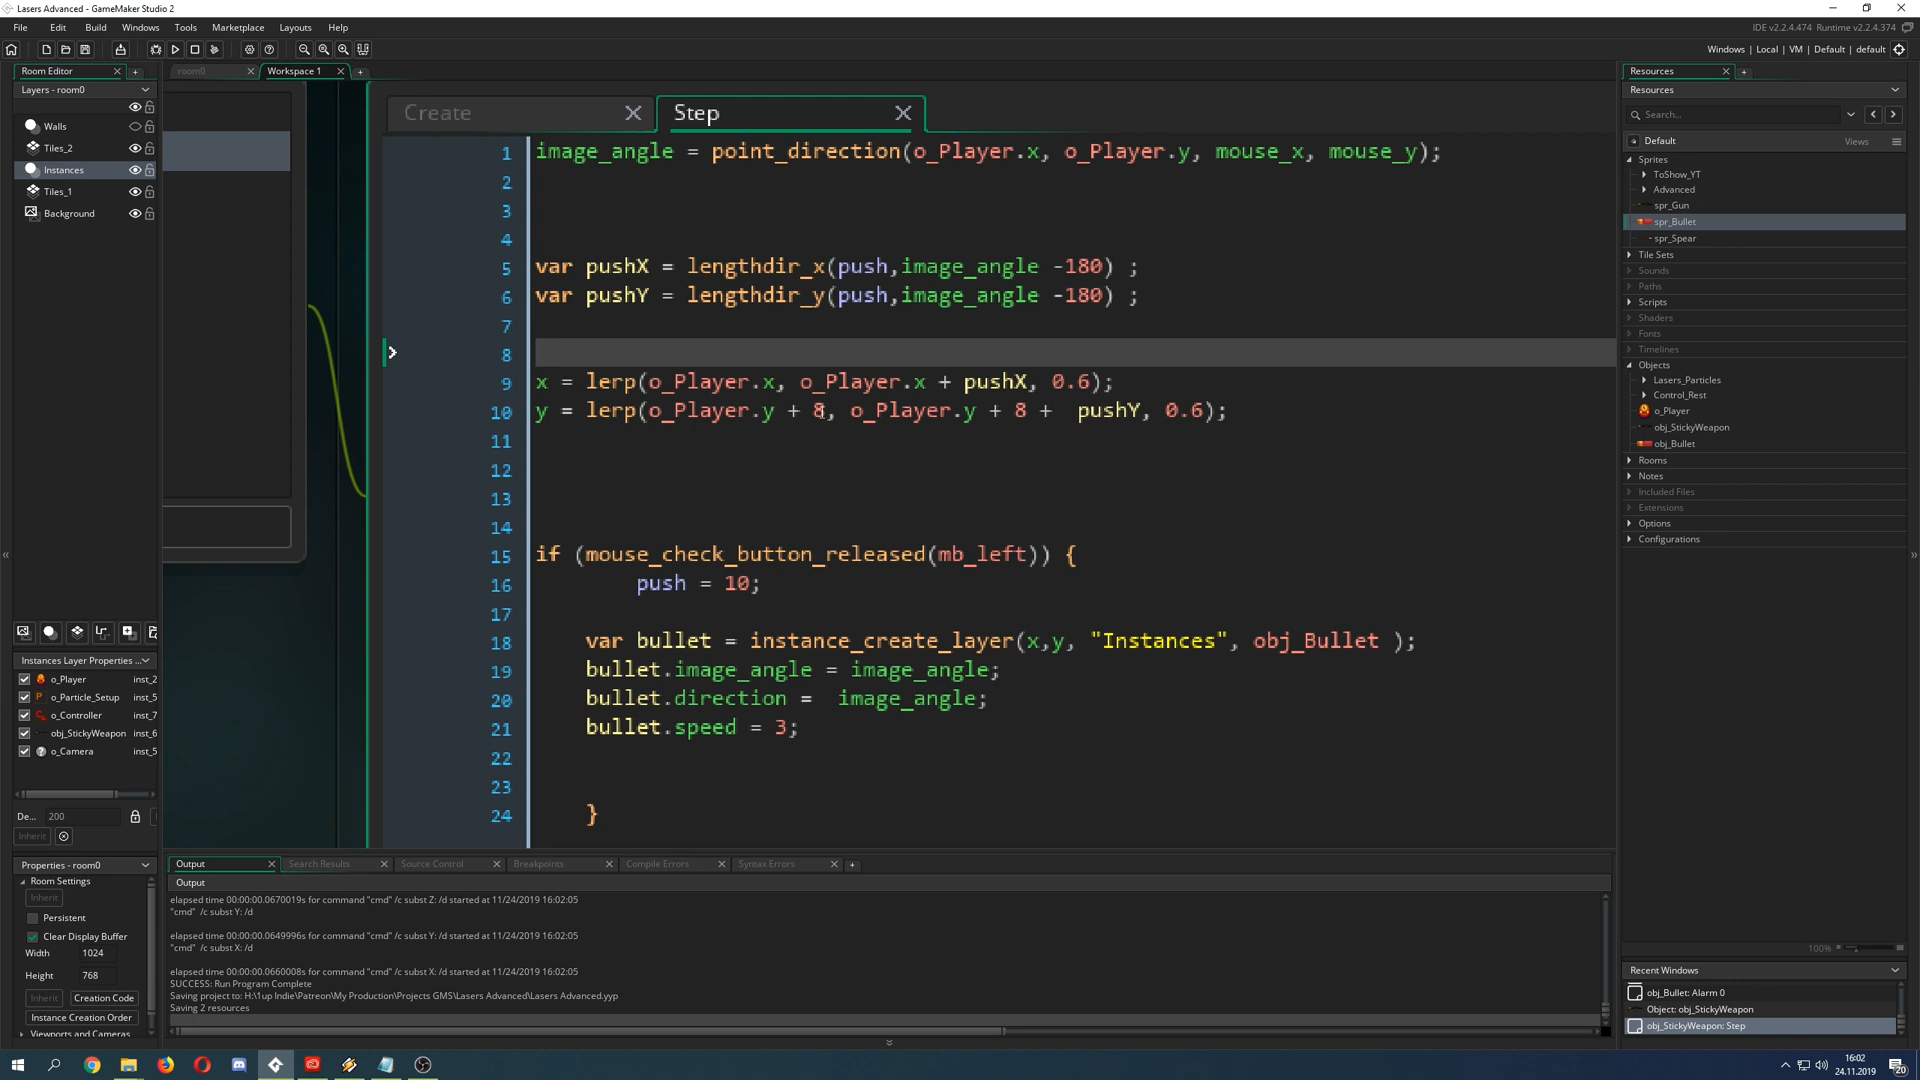 Lasers Advanced - GameMaker Studio 2
File Edit Build Windows Tools Marketplace Layouts Help
IDE v2.2.4.474 Runtime v2.2.4.374
Windows | Local | VM | Default | default
Room Editor
room0
Workspace 1
Layers - room0
Walls
Tiles_2
Instances
Tiles_1
Background
Create
Step
1 image_angle = point_direction(o_Player.x, o_Player.y, mouse_x, mouse_y);
2
3
4
5 var pushX = lengthdir_x(push,image_angle -180) ;
6 var pushY = lengthdir_y(push,image_angle -180) ;
7
8
9 x = lerp(o_Player.x, o_Player.x + pushX, 0.6);
10 y = lerp(o_Player.y + 8, o_Player.y + 8 +  pushY, 0.6);
11
12
13
14
15 if (mouse_check_button_released(mb_left)) {
16 push = 10;
17
18 var bullet = instance_create_layer(x,y, "Instances", obj_Bullet );
19 bullet.image_angle = image_angle;
20 bullet.direction =  image_angle;
21 bullet.speed = 3;
22
23
24 }
Instances Layer Properties ...
o_Player inst_2
o_Particle_Setup inst_5
o_Controller inst_7
obj_StickyWeapon inst_6
o_Camera inst_5
De... 200
Inherit
Properties - room0
Room Settings
Inherit
Persistent
Clear Display Buffer
Width 1024
Height 768
Inherit Creation Code
Instance Creation Order
Viewports and Cameras
Output Search Results Source Control Breakpoints Compile Errors Syntax Errors
Output
elapsed time 00:00:00.0670019s for command "cmd" /c subst Z: /d started at 11/24/2019 16:02:05
"cmd"  /c subst Y: /d
elapsed time 00:00:00.0649996s for command "cmd" /c subst Y: /d started at 11/24/2019 16:02:05
"cmd"  /c subst X: /d
elapsed time 00:00:00.0660008s for command "cmd" /c subst X: /d started at 11/24/2019 16:02:05
SUCCESS: Run Program Complete
Saving project to: H:\1up Indie\Patreon\My Production\Projects GMS\Lasers Advanced\Lasers Advanced.yyp
Saving 2 resources
Resources
Resources
Search...
Default Views
Sprites
ToShow_YT
Advanced
spr_Gun
spr_Bullet
spr_Spear
Tile Sets
Sounds
Paths
Scripts
Shaders
Fonts
Timelines
Objects
Lasers_Particles
Control_Rest
o_Player
obj_StickyWeapon
obj_Bullet
Rooms
Notes
Included Files
Extensions
Options
Configurations
100%
Recent Windows
obj_Bullet: Alarm 0
Object: obj_StickyWeapon
obj_StickyWeapon: Step
16:02
24.11.2019
20